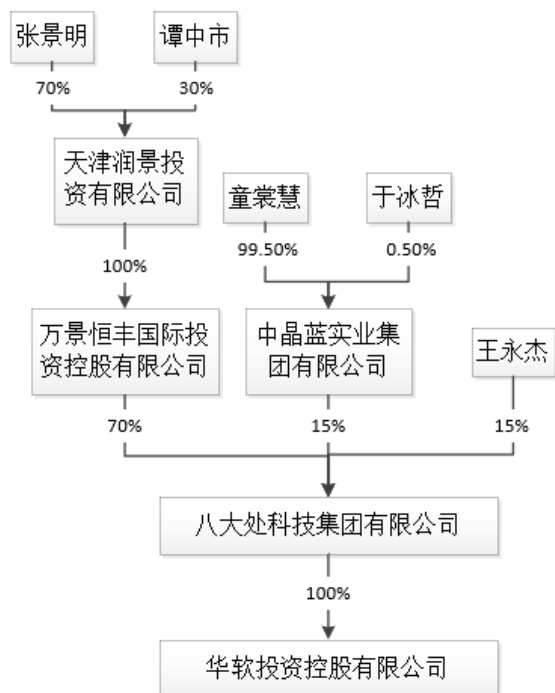 张景明
谭中市
70%
30%
天津润景投
资有限公司
童裳慧
于冰哲
99.50%
0.50%
100%
万景恒丰国际投
资控股有限公司
中晶蓝实业集
团有限公司
王永杰
70%
15%
15%
八大处科技集团有限公司
100%
华软投资控股有限公司